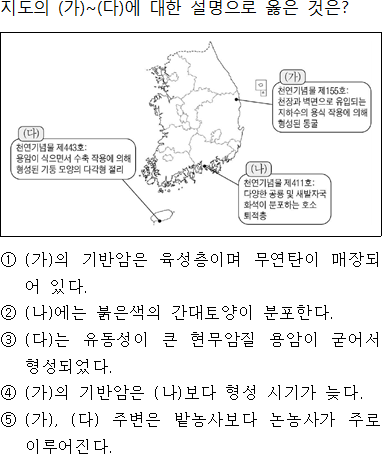 지도의 (가)~(다)에 대한 설명으로 옳은 것은?
(가)
천연기념물 제155호:
천장과 벽면으로 유입되는
지하수의 용식 작용에 의해
형성된 동굴
(다)
천연기념물 제443호:
용암이 식으면서 수축 작용에 의해
형성된 기둥 모양의 다각형 절리
(나)
천연기념물 제411호:
다양한 공룡 및 새발자국
화석이 분포하는 호소
퇴적층
① (가)의 기반암은 육성층이며 무연탄이 매장되
어 있다.
② (나)에는 붉은색의 간대토양이 분포한다.
③ (다)는 유동성이 큰 현무암질 용암이 굳어서
형성되었다.
④ (가)의 기반암은 (나)보다 형성 시기가 늦다.
⑤ (가), (다) 주변은 밭농사보다 논농사가 주로
이루어진다.